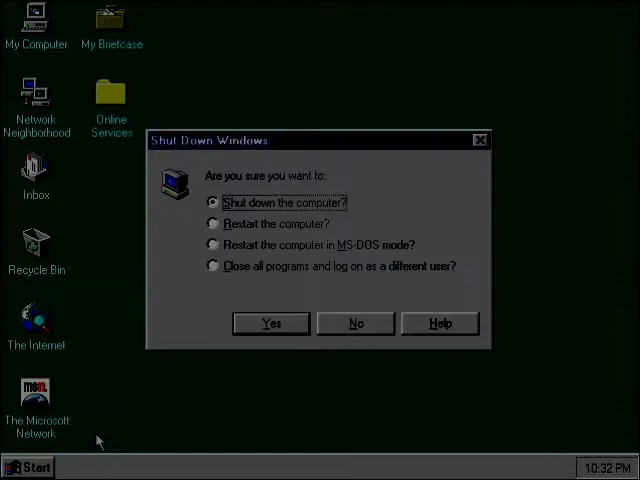 My Computer
My Briefcase
Network
Neighborhood
Online
Services
Inbox
Recycle Bin
The Internet
msn.
The Microsoft
Network
Shut Down Windows
Are you sure you want to:
Shut down the computer?
Restart the computer?
Restart the computer in MS-DOS mode?
Close all programs and log on as a different user?
Yes
No
Help
Start
10:32 PM